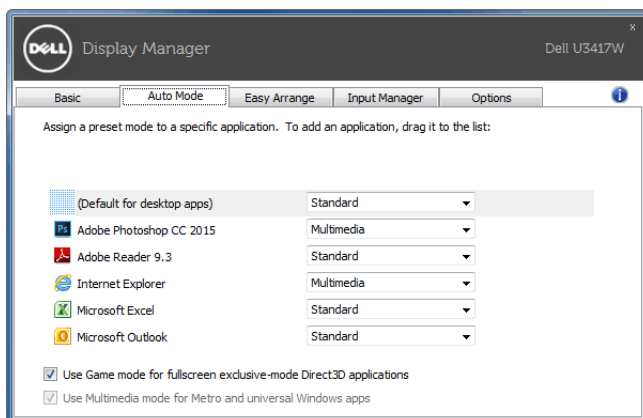 DELL Display Manager Dell U3417W x
Basic Auto Mode Easy Arrange Input Manager Options i
Assign a preset mode to a specific application. To add an application, drag it to the list:
(Default for desktop apps) Standard
Ps Adobe Photoshop CC 2015 Multimedia
Adobe Reader 9.3 Standard
Internet Explorer Multimedia
Microsoft Excel Standard
Microsoft Outlook Standard
Use Game mode for fullscreen exclusive-mode Direct3D applications
Use Multimedia mode for Metro and universal Windows apps